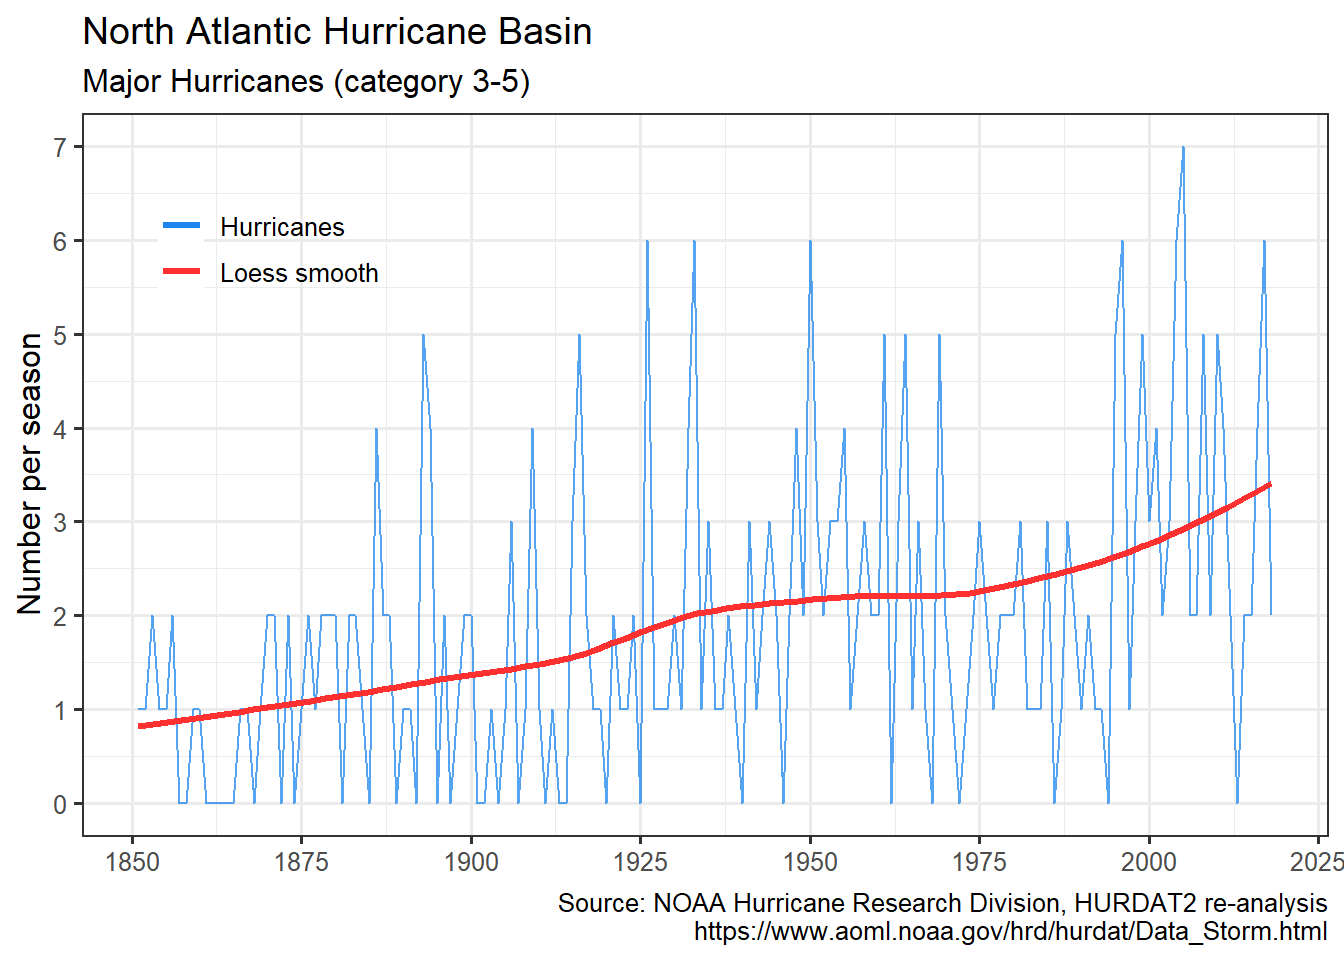 North Atlantic Hurricane Basin
Major Hurricanes (category 3-5)
Number per season
7
6
5
4
3
2
1
0
Hurricanes
Loess smooth
1850 1875 1900 1925 1950 1975 2000 2025
Source: NOAA Hurricane Research Division, HURDAT2 re-analysis
https://www.aoml.noaa.gov/hrd/hurdat/Data_Storm.html